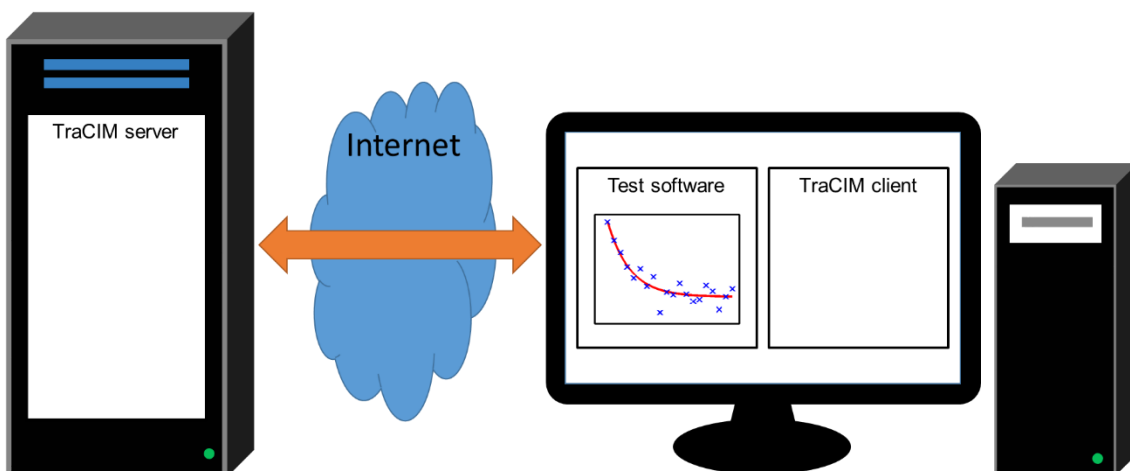 TraCIM server
Internet
Test software
TraCIM client